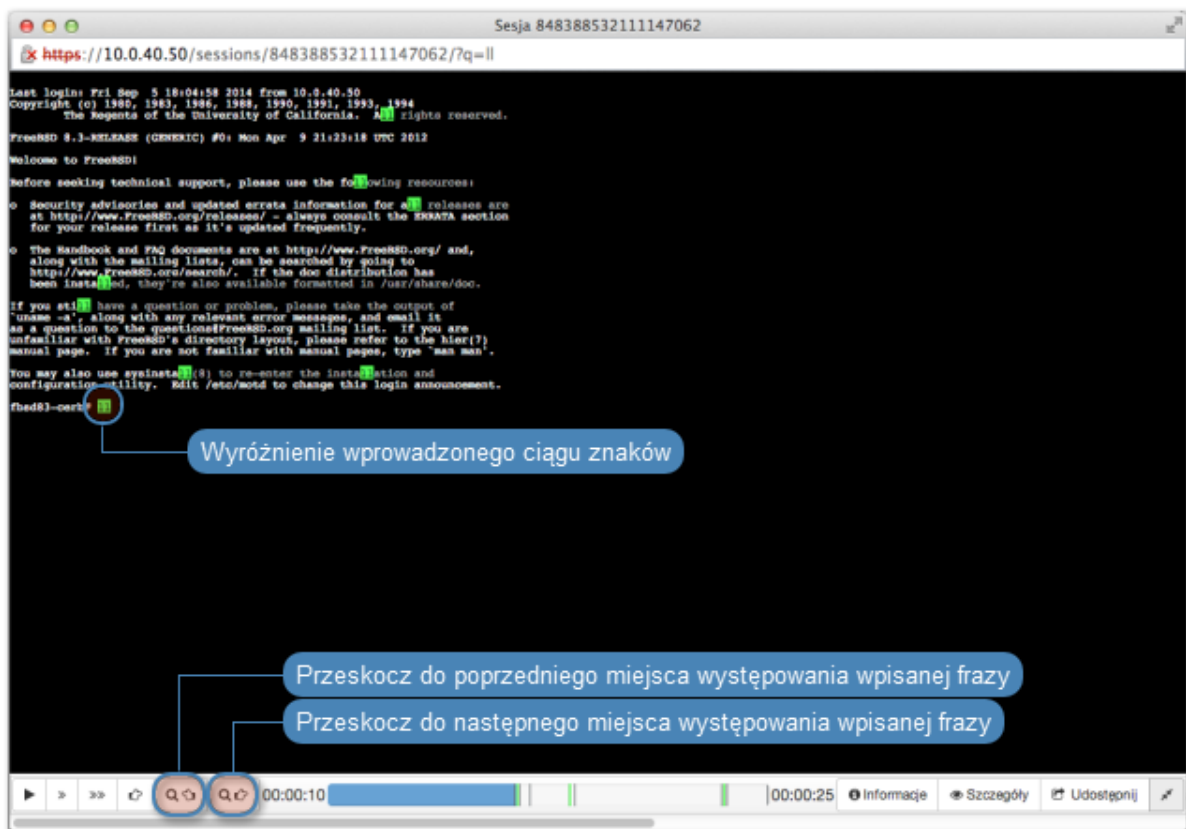 Sesja 848388532111147062
https://10.0.40.50/sessions/848388532111147062/?q=ll
Last login: Fri Sep 5 18:04:58 2014 from 10.0.40.50
Copyright (c) 1980, 1983, 1986, 1988, 1990, 1991, 1993, 1994
The Regents of the University of California. All rights reserved.
FreeBSD 8.3-RELEASE (GENERIC) #0: Mon Apr 9 21:23:18 UTC 2012
Welcome to FreeBSD!
Before seeking technical support, please use the following resources:
o Security advisories and updated errata information for all releases are
at http://www.FreeBSD.org/releases/ - always consult the ERRATA section
for your release first as it's updated frequently.
o The Handbook and FAQ documents are at http://www.FreeBSD.org/ and,
along with the mailing lists, can be searched by going to
http://www.FreeBSD.org/search/. If the doc distribution has
been installed, they're also available formatted in /usr/share/doc.
If you still have a question or problem, please take the output of
`uname -a', along with any relevant error messages, and email it
as a question to the questions@FreeBSD.org mailing list. If you are
unfamiliar with FreeBSD's directory layout, please refer to the hier(7)
manual page. If you are not familiar with manual pages, type `man man'.
You may also use sysinstall(8) to re-enter the installation and
configuration utility. Edit /etc/motd to change this login announcement.
fbsd83-cerb# ll
Wyróżnienie wprowadzonego ciągu znaków
Przeskocz do poprzedniego miejsca występowania wpisanej frazy
Przeskocz do następnego miejsca występowania wpisanej frazy
00:00:10 00:00:25 Informacje Szczegóły Udostępnij